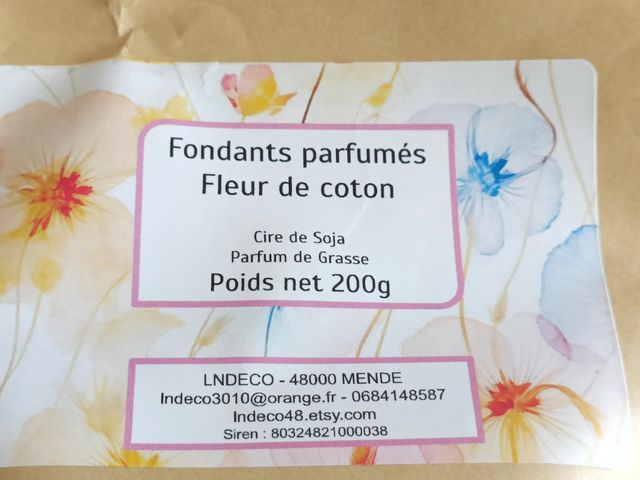 Fondants parfumés
Fleur de coton
Cire de Soja
Parfum de Grasse
Poids net 200g
LNDECO - 48000 MENDE
lndeco3010@orange.fr - 0684148587
lndeco48.etsy.com
Siren : 80324821000038